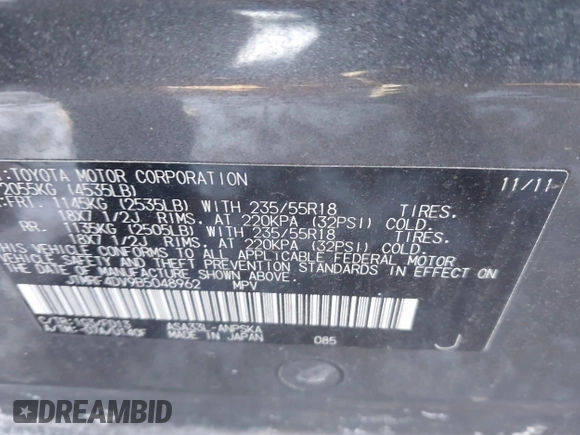 :TOYOTA MOTOR CORPORATION 11/11
2055KG (4535LB)
:FRT. 1145KG (2535LB) WITH 235/55R18 TIRES.
18X7 1/2J RIMS. AT 220KPA (32PSI) COLD.
RR. 1135KG (2505LB) WITH 235/55R18 TIRES.
18X7 1/2J RIMS. AT 220KPA (32PSI) COLD.
THIS VEHICLE CONFORMS TO ALL APPLICABLE FEDERAL MOTOR
VEHICLE SAFETY AND THEFT PREVENTION STANDARDS IN EFFECT ON
THE DATE OF MANUFACTURE SHOWN ABOVE.
JTMRF4DV9B5048962 MPV
ASA33L-ANPSKA
MADE IN JAPAN 085
J
DREAMBID